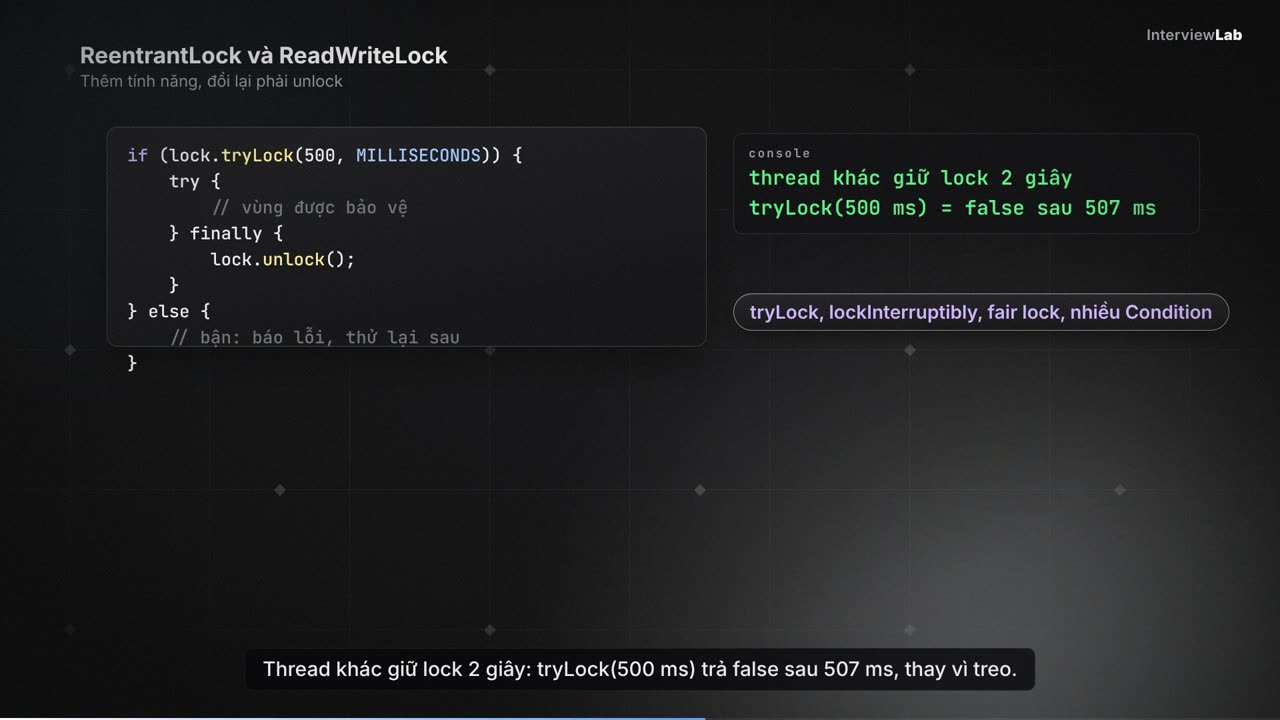 InterviewLab
ReentrantLock và ReadWriteLock
Thêm tính năng, đổi lại phải unlock
if (lock.tryLock(500, MILLISECONDS)) {
    try {
        // vùng được bảo vệ
    } finally {
        lock.unlock();
    }
} else {
    // bận: báo lỗi, thử lại sau
}
console
thread khác giữ lock 2 giây
tryLock(500 ms) = false sau 507 ms
tryLock, lockInterruptibly, fair lock, nhiều Condition
Thread khác giữ lock 2 giây: tryLock(500 ms) trả false sau 507 ms, thay vì treo.